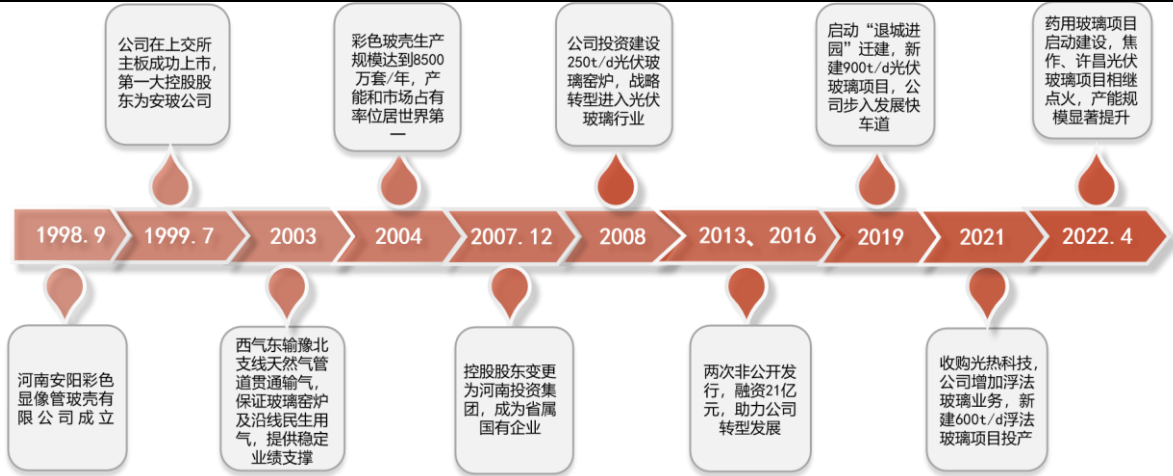 公司在上交所
主板成功上市，
第一大控股股
东为安玻公司
彩色玻壳生产
规模达到8500
万套/年，产
能和市场占有
率位居世界第
一
公司投资建设
250t/d光伏玻
璃窑炉，战略
转型进入光伏
玻璃行业
启动“退城进
园”迁建，新
建900t/d光伏
玻璃项目，公
司步入发展快
车道
药用玻璃项目
启动建设，焦
作、许昌光伏
玻璃项目相继
点火，产能规
模显著提升
1998.9
1999.7
2003
2004
2007.12
2008
2013、2016
2019
2021
2022.4
河南安阳彩色
显像管玻壳有
限公司成立
西气东输豫北
支线天然气管
道贯通输气，
保证玻璃窑炉
及沿线民生用
气，提供稳定
业绩支撑
控股股东变更
为河南投资集
团，成为省属
国有企业
两次非公开发
行，融资21亿
元，助力公司
转型发展
收购光热科技，
公司增加浮法
玻璃业务，新
建600t/d浮法
玻璃项目投产